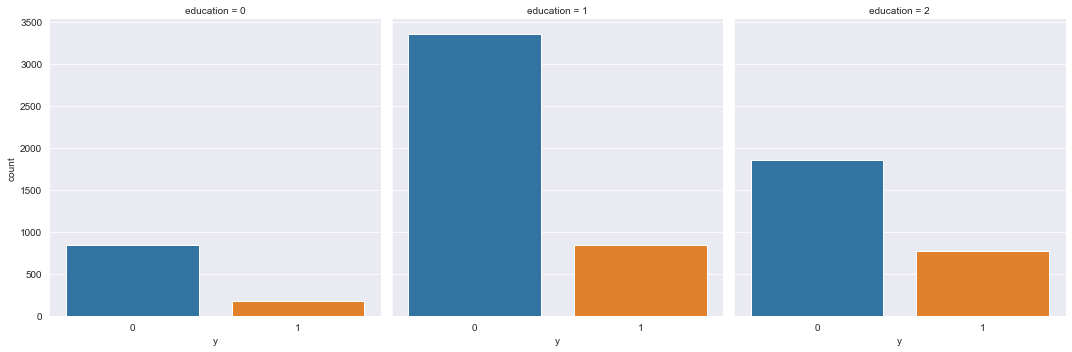 education = 0
education = 1
education = 2
3500
3000
2500
2000
1500
1000
500
0
count
0 1
0 1
0 1
y
y
y